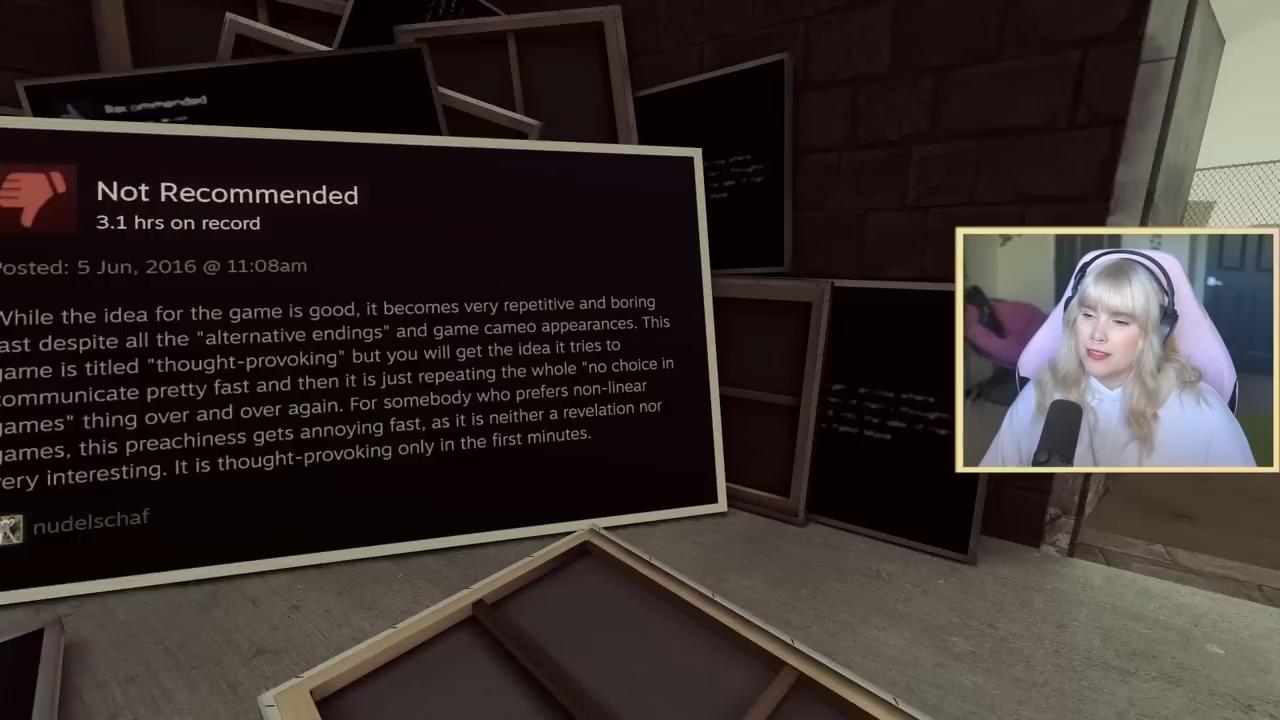 Recommended
Not Recommended
3.1 hrs on record
osted: 5 Jun, 2016 @ 11:08am
While the idea for the game is good, it becomes very repetitive and boring
ast despite all the "alternative endings" and game cameo appearances. This
game is titled "thought-provoking" but you will get the idea it tries to
communicate pretty fast and then it is just repeating the whole "no choice in
games" thing over and over again. For somebody who prefers non-linear
games, this preachiness gets annoying fast, as it is neither a revelation nor
ery interesting. It is thought-provoking only in the first minutes.
nudelschaf